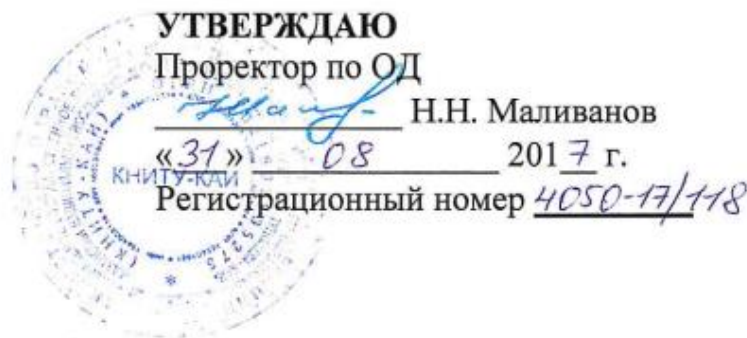 УТВЕРЖДАЮ
Проректор по ОД
Н.Н. Маливанов
«31» 08 2017 г.
КНИТУ-КАИ
Регистрационный номер 4050-17/118